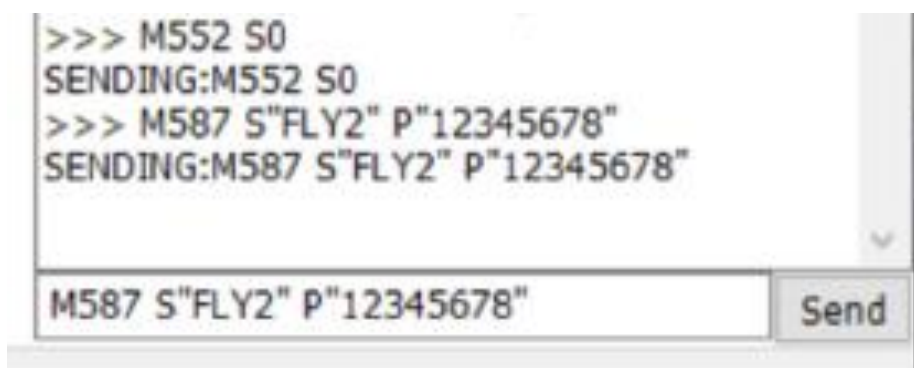 >>> M552 S0
SENDING:M552 S0
>>> M587 S"FLY2" P"12345678"
SENDING:M587 S"FLY2" P"12345678"
M587 S"FLY2" P"12345678"
Send